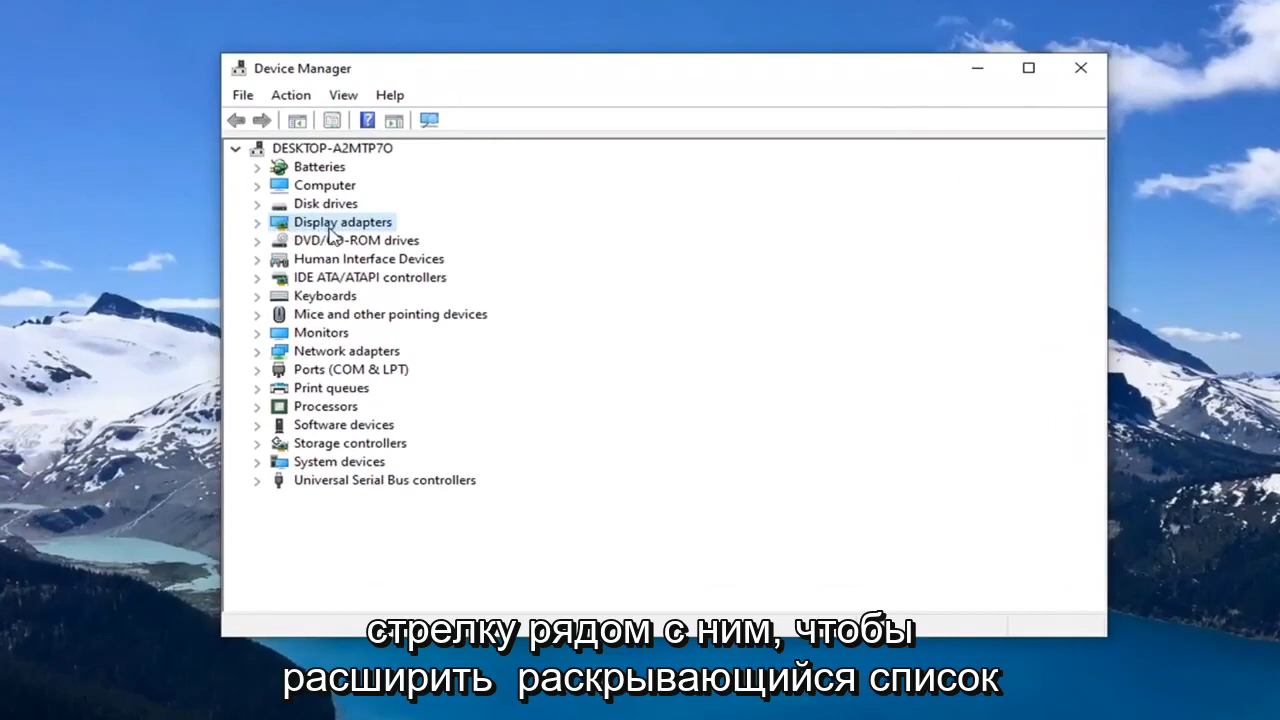 Device Manager
File Action View Help
DESKTOP-A2MTP7O
Batteries
Computer
Disk drives
Display adapters
DVD/CD-ROM drives
Human Interface Devices
IDE ATA/ATAPI controllers
Keyboards
Mice and other pointing devices
Monitors
Network adapters
Ports (COM & LPT)
Print queues
Processors
Software devices
Storage controllers
System devices
Universal Serial Bus controllers
стрелку рядом с ним, чтобы
расширить раскрывающийся список